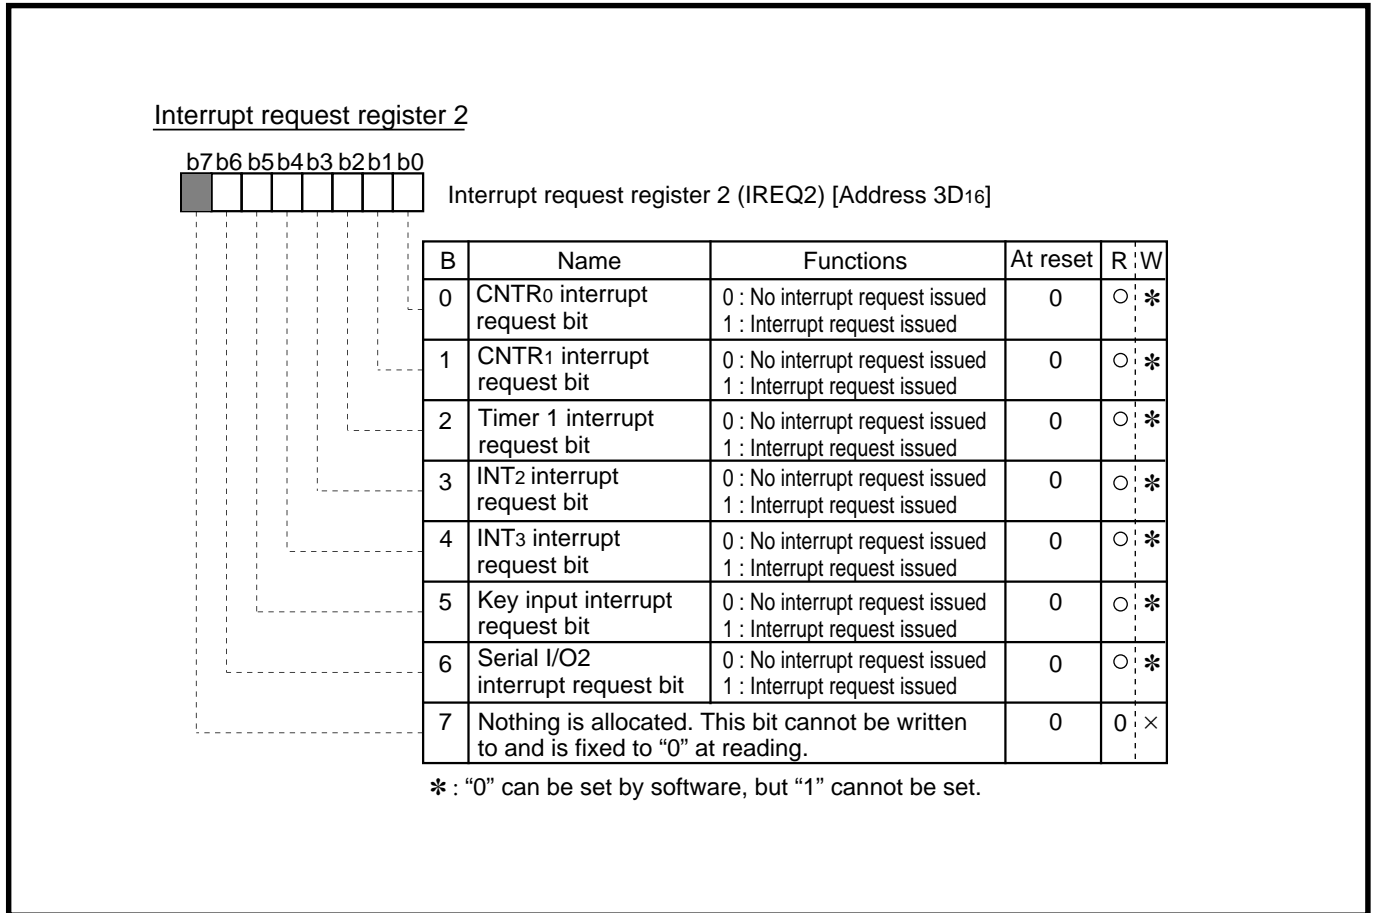 Interrupt request register 2
b7 b6 b5 b4 b3 b2 b1 b0
Interrupt request register 2 (IREQ2) [Address 3D16]
B Name Functions At reset R W
0 CNTR0 interrupt request bit 0 : No interrupt request issued 0 ○ ✻
1 : Interrupt request issued
1 CNTR1 interrupt request bit 0 : No interrupt request issued 0 ○ ✻
1 : Interrupt request issued
2 Timer 1 interrupt request bit 0 : No interrupt request issued 0 ○ ✻
1 : Interrupt request issued
3 INT2 interrupt request bit 0 : No interrupt request issued 0 ○ ✻
1 : Interrupt request issued
4 INT3 interrupt request bit 0 : No interrupt request issued 0 ○ ✻
1 : Interrupt request issued
5 Key input interrupt request bit 0 : No interrupt request issued 0 ○ ✻
1 : Interrupt request issued
6 Serial I/O2 interrupt request bit 0 : No interrupt request issued 0 ○ ✻
1 : Interrupt request issued
7 Nothing is allocated. This bit cannot be written 0 0 ×
to and is fixed to “0” at reading.
✻ : “0” can be set by software, but “1” cannot be set.